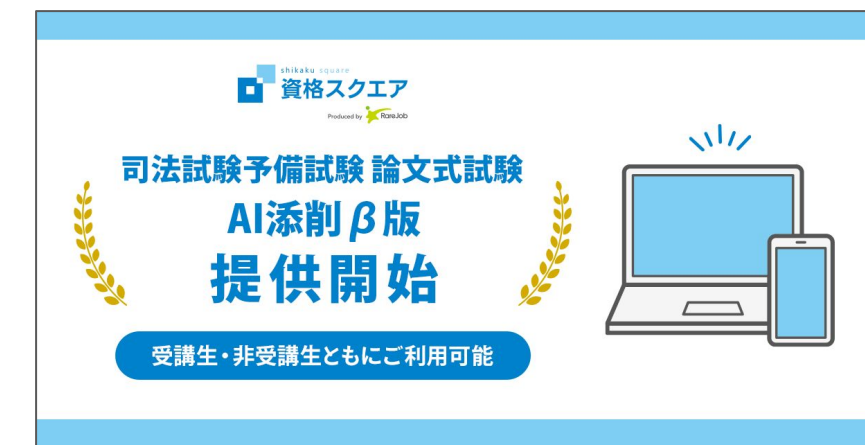 shikaku square
資格スクエア
Produced by RareJob
司法試験予備試験 論文式試験
AI添削β版
提供開始
受講生・非受講生ともにご利用可能